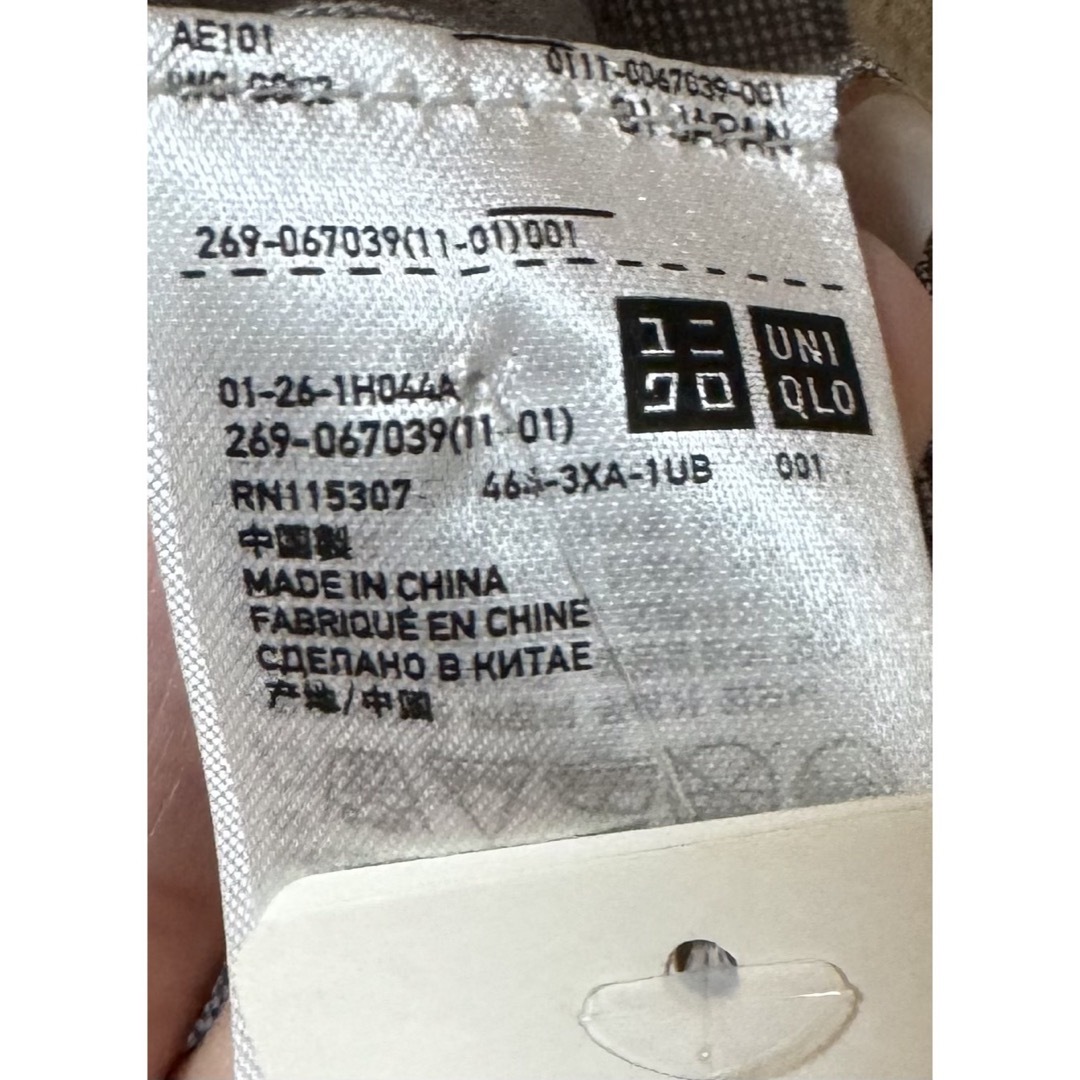 AE101
0111-0067039-001
269-067039(11-01)001
ユニ
クロ
UNI
QLO
01-26-1H044A
269-067039(11-01)
RN115307
-3XA-1UB 001
中国製
MADE IN CHINA
FABRIQUÉ EN CHINE
СДЕЛАНО В КИТАЕ
产地/中国